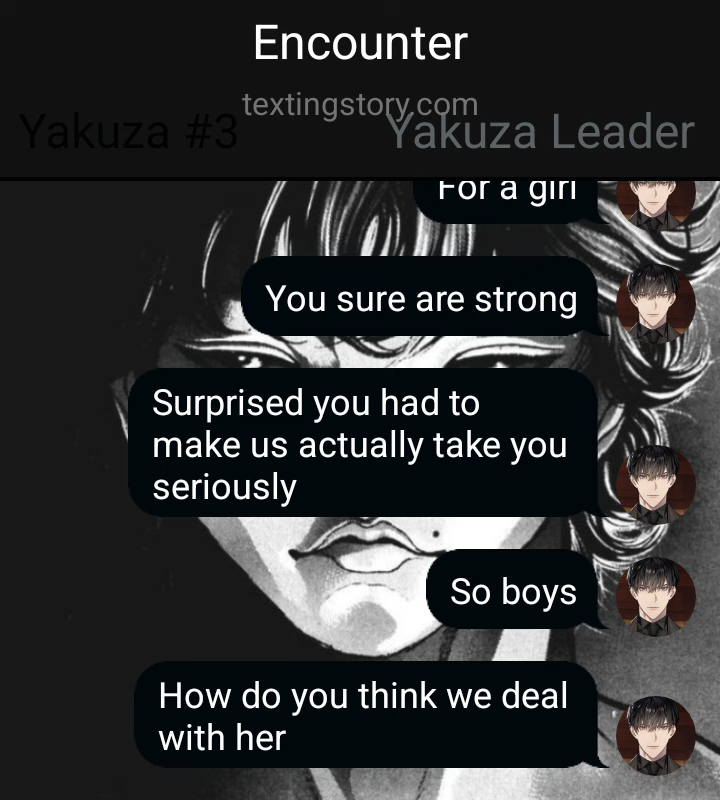 Encounter
textingstory.com
Yakuza #3
Yakuza Leader
For a girl
You sure are strong
Surprised you had to
make us actually take you
seriously
So boys
How do you think we deal
with her